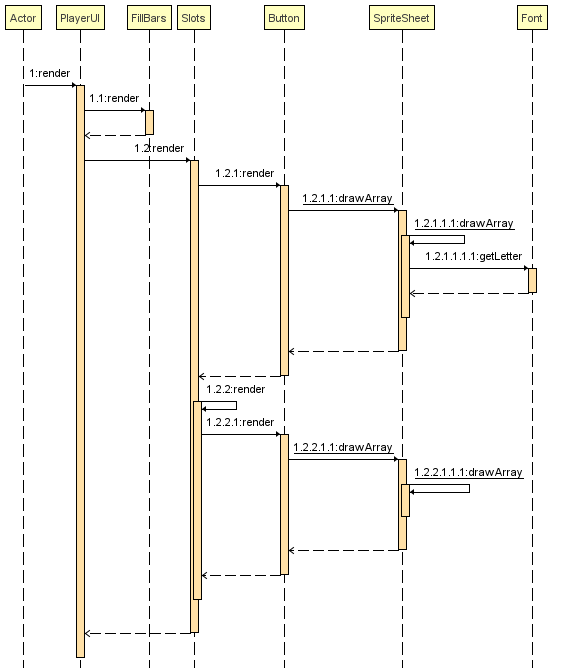 Actor PlayerUI FillBars Slots Button SpriteSheet Font
1:render
1.1:render
1.2:render
1.2.1:render
1.2.1.1:drawArray
1.2.1.1.1:drawArray
1.2.1.1.1.1:getLetter
1.2.2:render
1.2.2.1:render
1.2.2.1.1:drawArray
1.2.2.1.1.1:drawArray